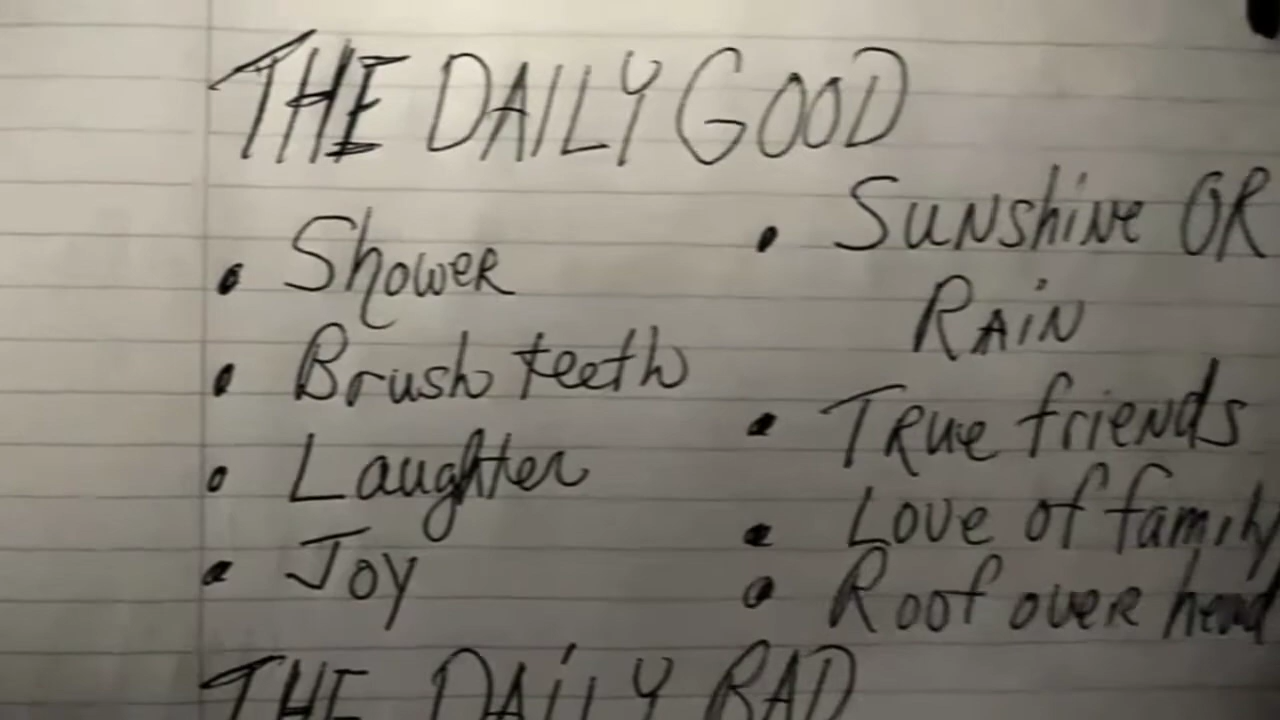 THE DAILY GOOD
• Shower
• Brush teeth
• Laughter
• Joy
• Sunshine OR
Rain
• True friends
• Love of family
• Roof over head
THE DAILY BAD